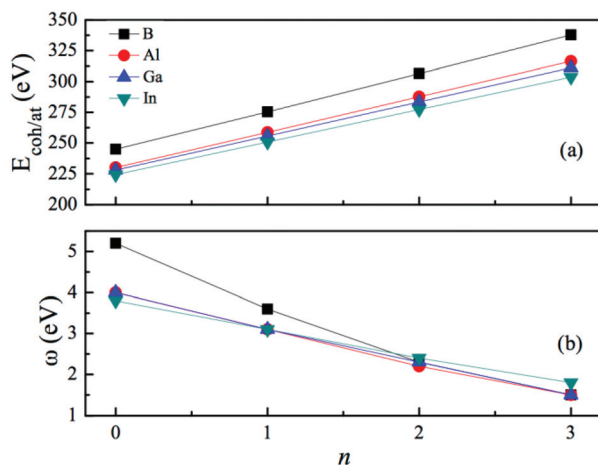 350
325
300
275
250
225
200
E coh/at (eV)
B
Al
Ga
In
(a)
5
4
3
2
1
ω (eV)
(b)
0 1 2 3
n